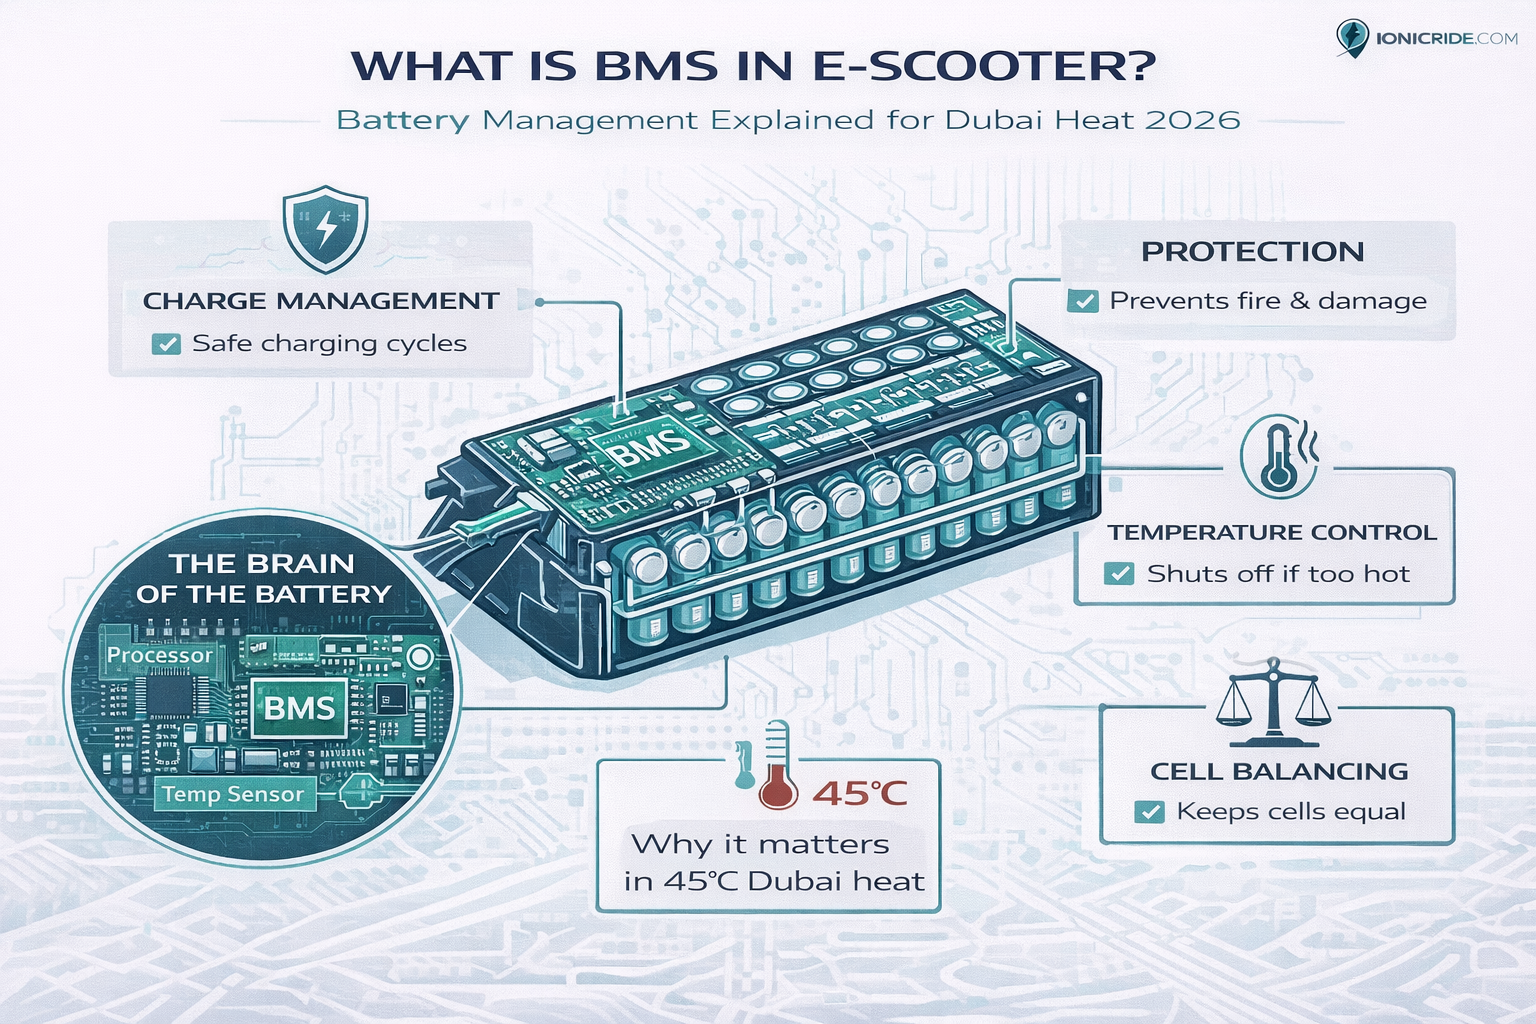 IONICRIDE.COM
WHAT IS BMS IN E-SCOOTER?
Battery Management Explained for Dubai Heat 2026
CHARGE MANAGEMENT
Safe charging cycles
PROTECTION
Prevents fire & damage
BMS
TEMPERATURE CONTROL
Shuts off if too hot
THE BRAIN
OF THE BATTERY
Processor
BMS
Temp Sensor
45°C
Why it matters
in 45°C Dubai heat
CELL BALANCING
Keeps cells equal